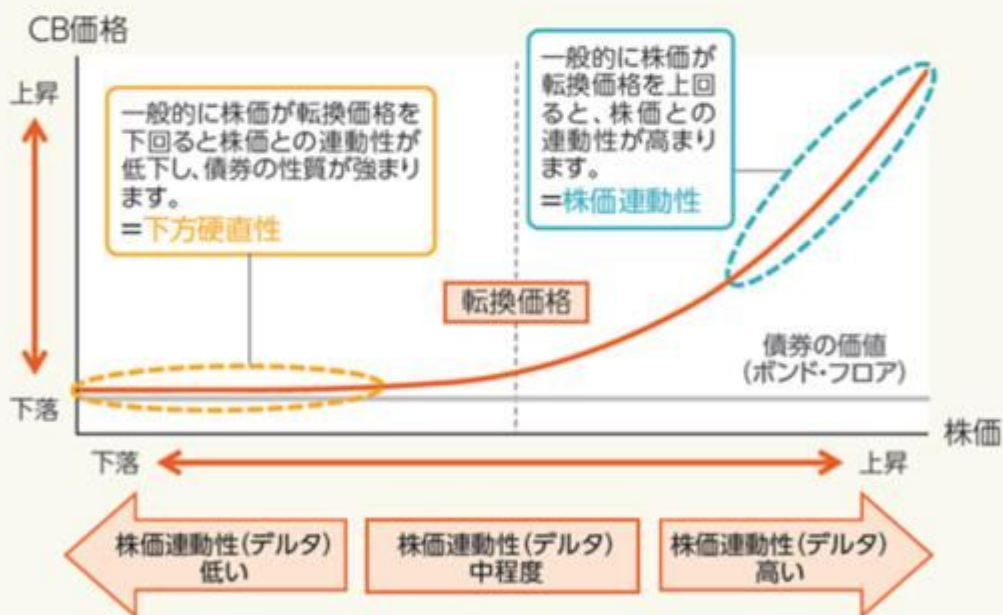 CB価格
上昇
一般的に株価が転換価格を
下回ると株価との連動性が
低下し、債券の性質が強まり
ます。
=下方硬直性
一般的に株価が
転換価格を上回
ると、株価との
連動性が高まり
ます。
=株価連動性
転換価格
債券の価値
(ボンド・フロア)
下落
株価
下落
上昇
株価連動性(デルタ)
低い
株価連動性(デルタ)
中程度
株価連動性(デルタ)
高い